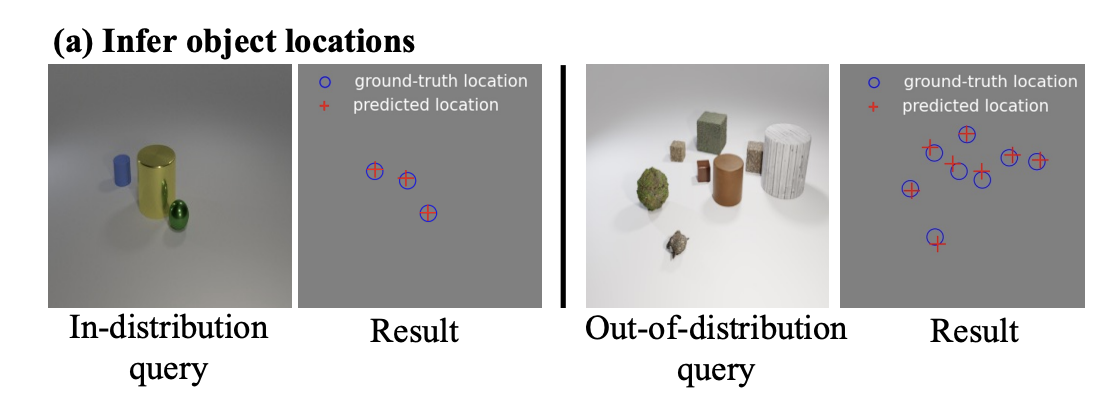 (a) Infer object locations
ground-truth location
predicted location
ground-truth location
predicted location
In-distribution
query
Result
Out-of-distribution
query
Result